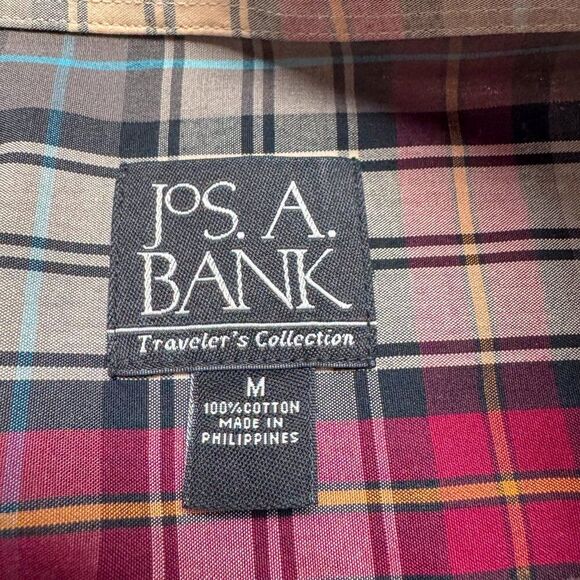 JOS. A.
BANK
Traveler's Collection
M
100% COTTON
MADE IN
PHILIPPINES